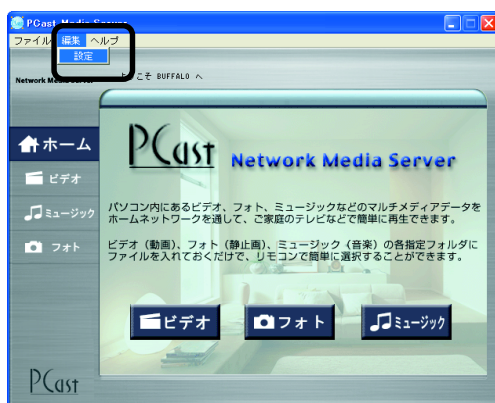 PCast Media Server
ファイル 編集 ヘルプ
設定
Network Media Server
ようこそ BUFFALO へ
PCast Network Media Server
ホーム
ビデオ
ミュージック
フォト
パソコン内にあるビデオ、フォト、ミュージックなどのマルチメディアデータを
ホームネットワークを通して、ご家庭のテレビなどで簡単に再生できます。
ビデオ（動画）、フォト（静止画）、ミュージック（音楽）の各指定フォルダに
ファイルを入れておくだけで、リモコンで簡単に選択することができます。
ビデオ フォト ミュージック
PCast